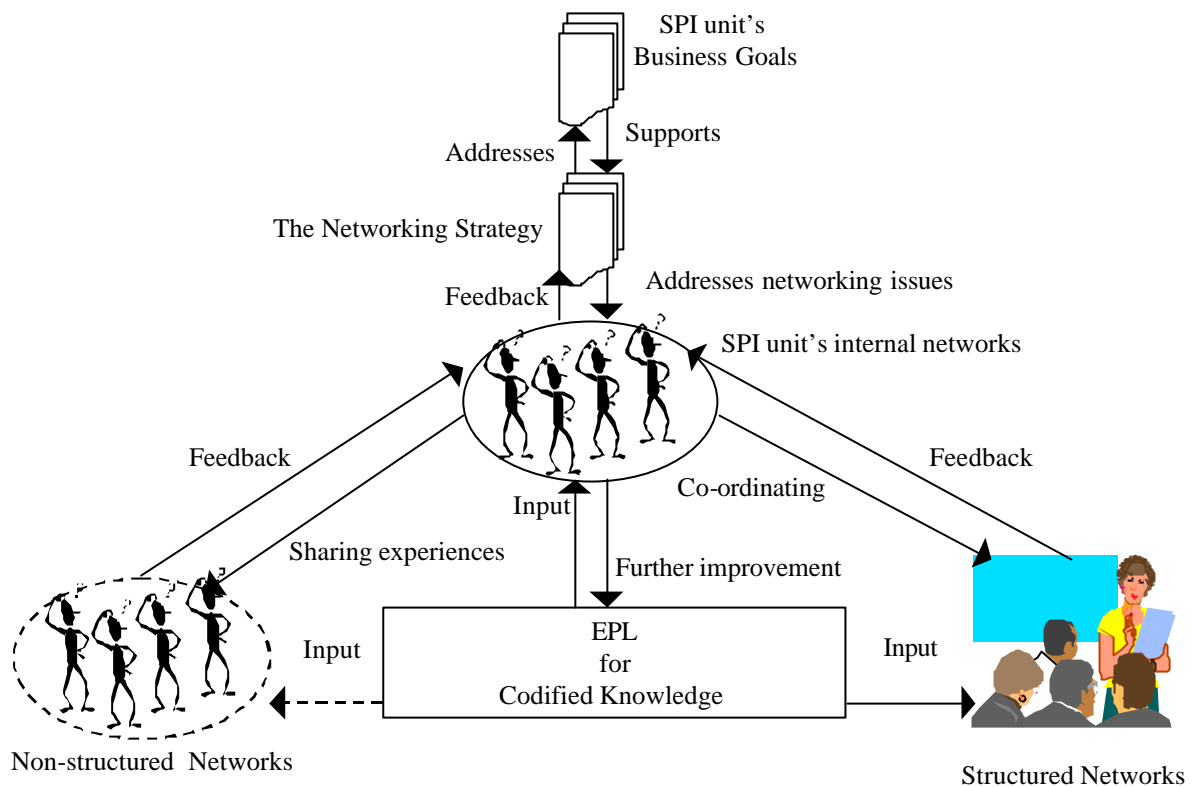 SPI unit's
Business Goals
Supports
Addresses
The Networking Strategy
Addresses networking issues
Feedback
SPI unit's internal networks
Feedback
Feedback
Co-ordinating
Input
Sharing experiences
Further improvement
EPL
for
Codified Knowledge
Input
Input
Non-structured Networks
Structured Networks